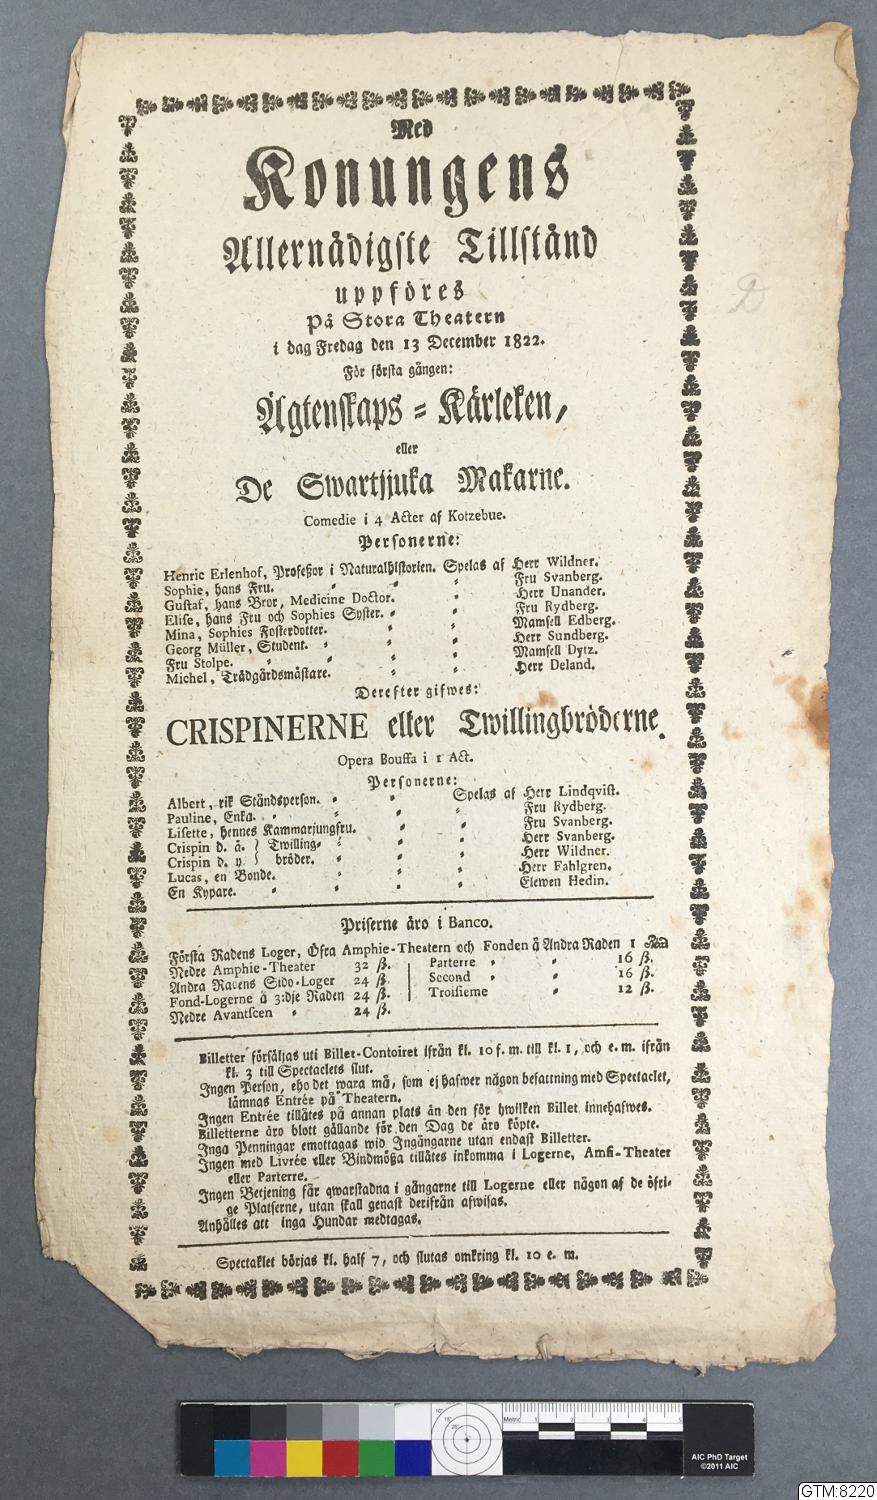 Med
Konungens
Allernådigste Tillstånd
uppföres
På Stora Theatern
i dag Fredag den 13 December 1822.
För första gången:
Ägtenskaps = Kärleken,
eller
De Swartsjuka Makarne.
Comedie i 4 Acter af Kotzebue.
Personerne:
Henric Erlenhof, Profeßor i Naturalhistorien. Spelas af Herr Wildner.
Sophie, hans Fru. " " " Fru Svanberg.
Gustaf, hans Bror, Medicine Doctor. " Herr Unander.
Elise, hans Fru och Sophies Syster. " " Fru Rydberg.
Mina, Sophies Fosterdotter. " " Mamsell Edberg.
Georg Müller, Student. " " " Herr Sundberg.
Fru Stolpe. " " " " Mamsell Dytz.
Michel, Trädgårdsmästare. " " Herr Deland.
Derefter gifwes:
CRISPINERNE eller Twillingbröderne.
Opera Bouffa i 1 Act.
Personerne:
Albert, rik Ståndsperson. " " Spelas af Herr Lindqvist.
Pauline, Enka. " " " " Fru Rydberg.
Lisette, hennes Kammarjungfru. " " Fru Svanberg.
Crispin d. ä. } Twilling- " " " Herr Svanberg.
Crispin d. y. } bröder. " " " Herr Wildner.
Lucas, en Bonde. " " " Herr Fahlgren.
En Kypare. " " " " Elewen Hedin.
Priserne äro i Banco.
Första Radens Loger, Öfra Amphie-Theatern och Fonden å Andra Raden 1 Rd
Nedre Amphie-Theater 32 ß. | Parterre " " 16 ß.
Andra Radens Sido-Loger 24 ß. | Second " " 16 ß.
Fond-Logerne å 3:dje Raden 24 ß. | Troisieme " 12 ß.
Nedre Avantscen " 24 ß.
Billetter försäljas uti Billet-Contoiret ifrån kl. 10 f. m. till kl. 1, och e. m. ifrån
kl. 3 till Spectaclets slut.
Ingen Person, eho det wara må, som ej hafwer någon befattning med Spectaclet,
lämnas Entrée på Theatern.
Ingen Entrée tillåtes på annan plats än den för hwilken Billet innehafwes.
Billetterne äro blott gällande för den Dag de äro köpte.
Inga Penningar emottagas wid Ingångarne utan endast Billetter.
Ingen med Livrée eller Bindmößa tillåtes inkomma i Logerne, Amfi-Theater
eller Parterre.
Ingen Betjening får qwarstadna i gångarne till Logerne eller någon af de öfri-
ge Platserne, utan skall genast derifrån afwisas.
Anhålles att inga Hundar medtagas.
Spectaklet börjas kl. half 7, och slutas omkring kl. 10 e. m.
Metric 1 2 3 4 5
AIC PhD Target
©2011 AIC
GTM:8220